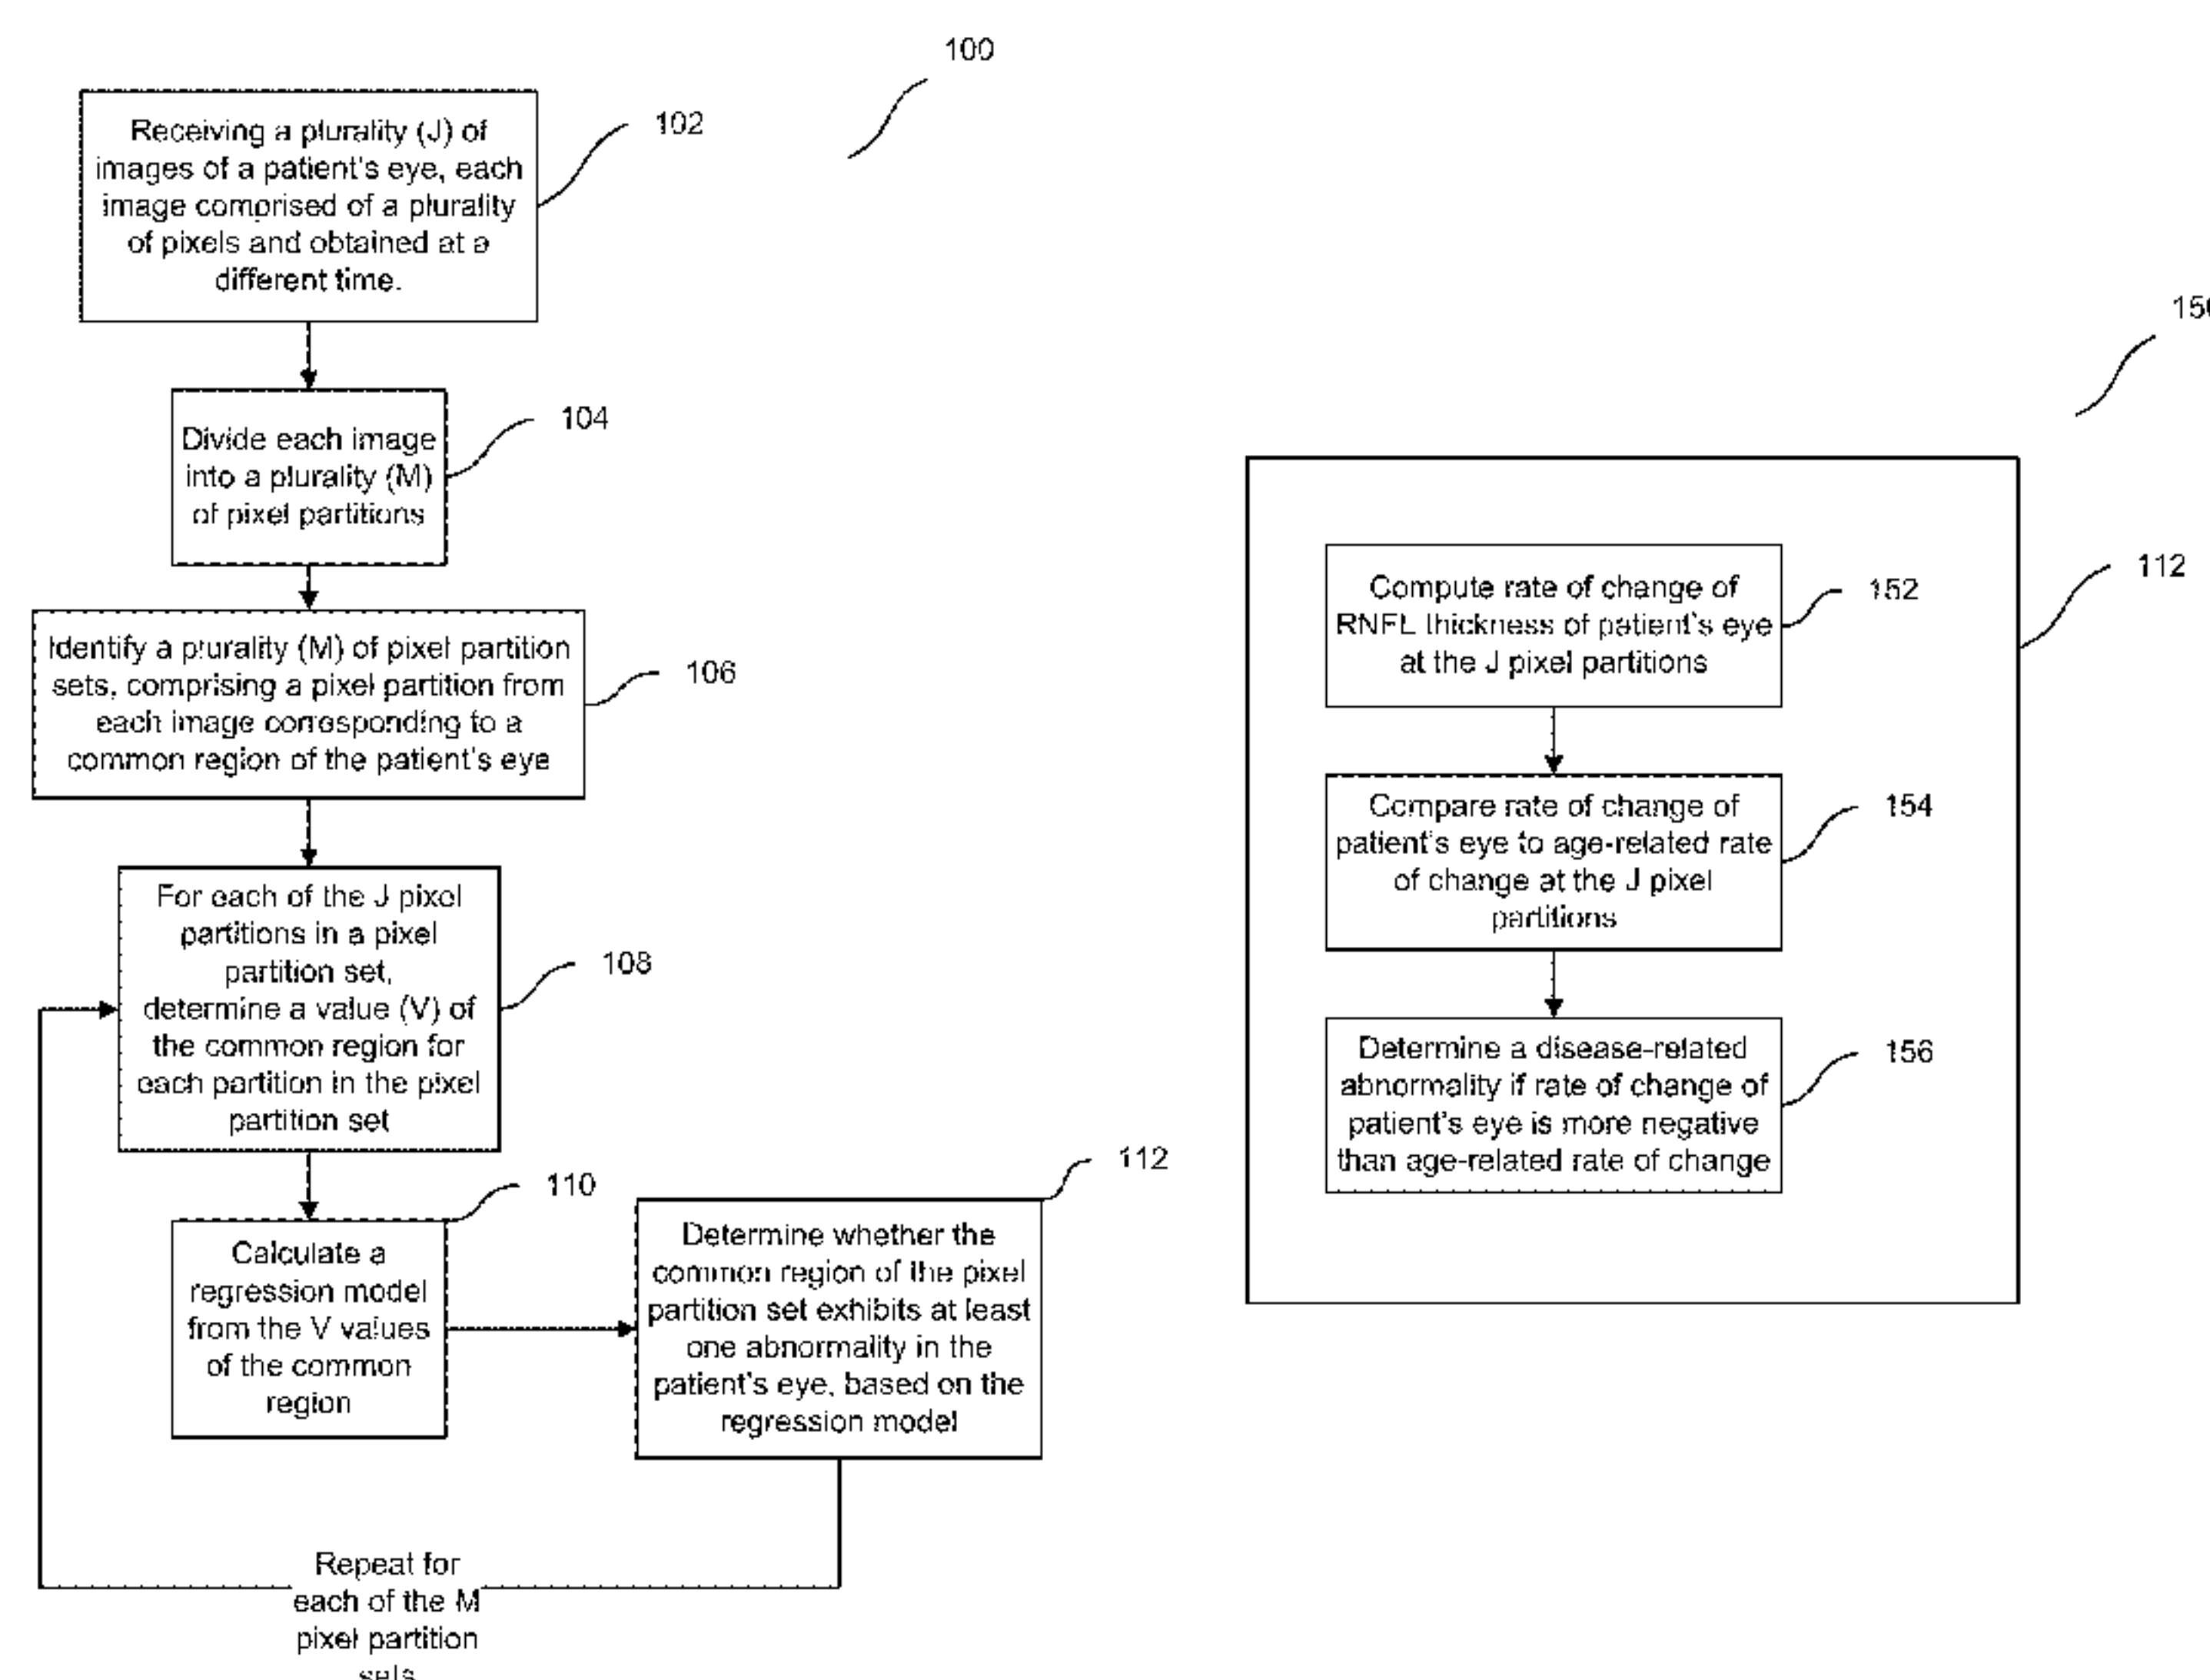 100
Receiving a plurality (J) of
images of a patient's eye, each
image comprised of a plurality
of pixels and obtained at a
different time.
102
Divide each image
into a plurality (M)
of pixel partitions
104
Identify a plurality (M) of pixel partition
sets, comprising a pixel partition from
each image corresponding to a
common region of the patient's eye
106
For each of the J pixel
partitions in a pixel
partition set,
determine a value (V) of
the common region for
each partition in the pixel
partition set
108
Calculate a
regression model
from the V values
of the common
region
110
Determine whether the
common region of the pixel
partition set exhibits at least
one abnormality in the
patient's eye, based on the
regression model
112
Repeat for
each of the M
pixel partition
sets
Compute rate of change of
RNFL thickness of patient's eye
at the J pixel partitions
152
Compare rate of change of
patient's eye to age-related rate
of change at the J pixel
partitions
154
Determine a disease-related
abnormality if rate of change of
patient's eye is more negative
than age-related rate of change
156
112